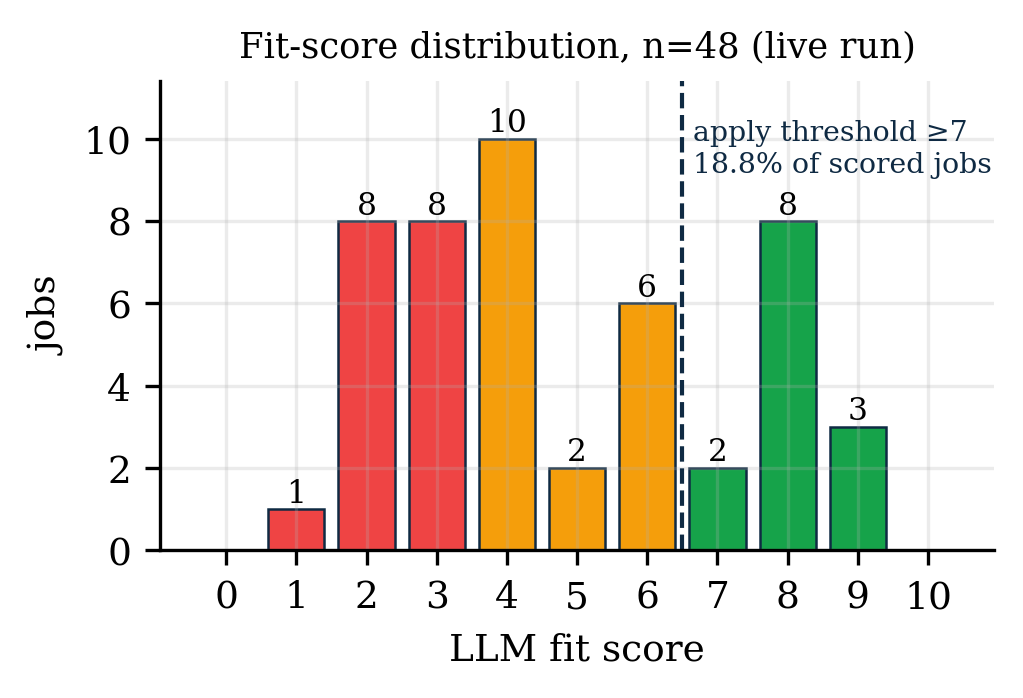 Fit-score distribution, n=48 (live run)
apply threshold ≥7
18.8% of scored jobs
10
8
6
4
2
0
jobs
1
8
8
10
2
6
2
8
3
0 1 2 3 4 5 6 7 8 9 10
LLM fit score